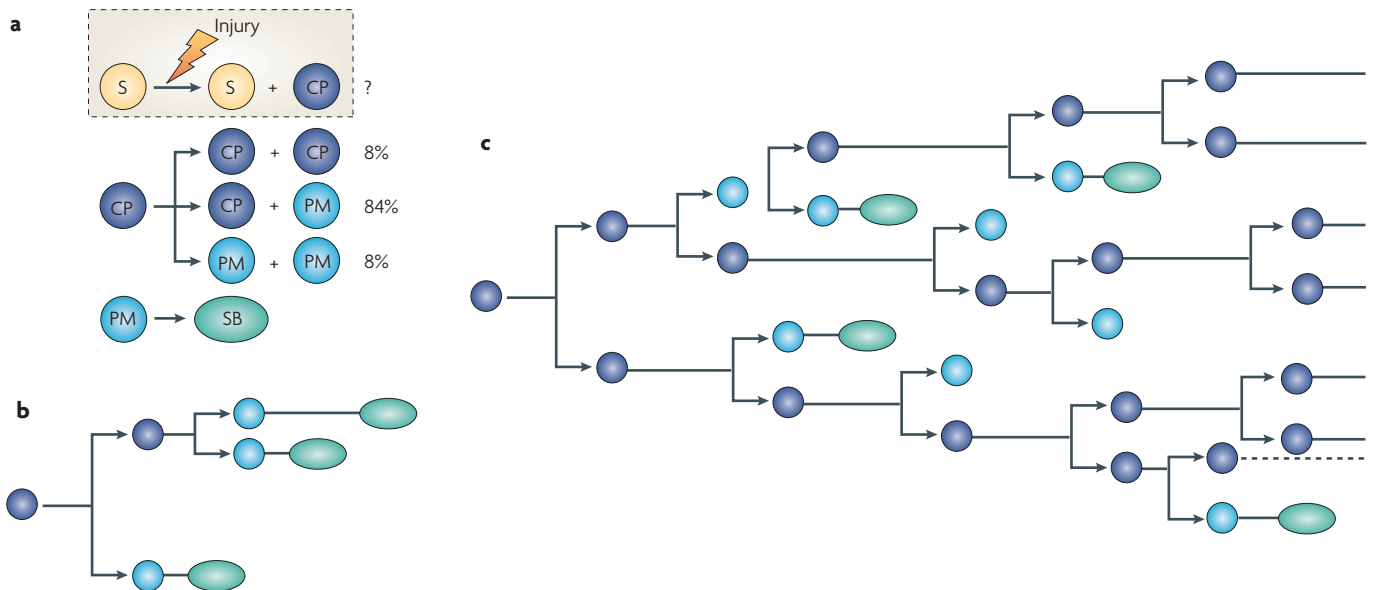 a
Injury
S S + CP ?
CP + CP 8%
CP CP + PM 84%
PM + PM 8%
PM SB
b
c